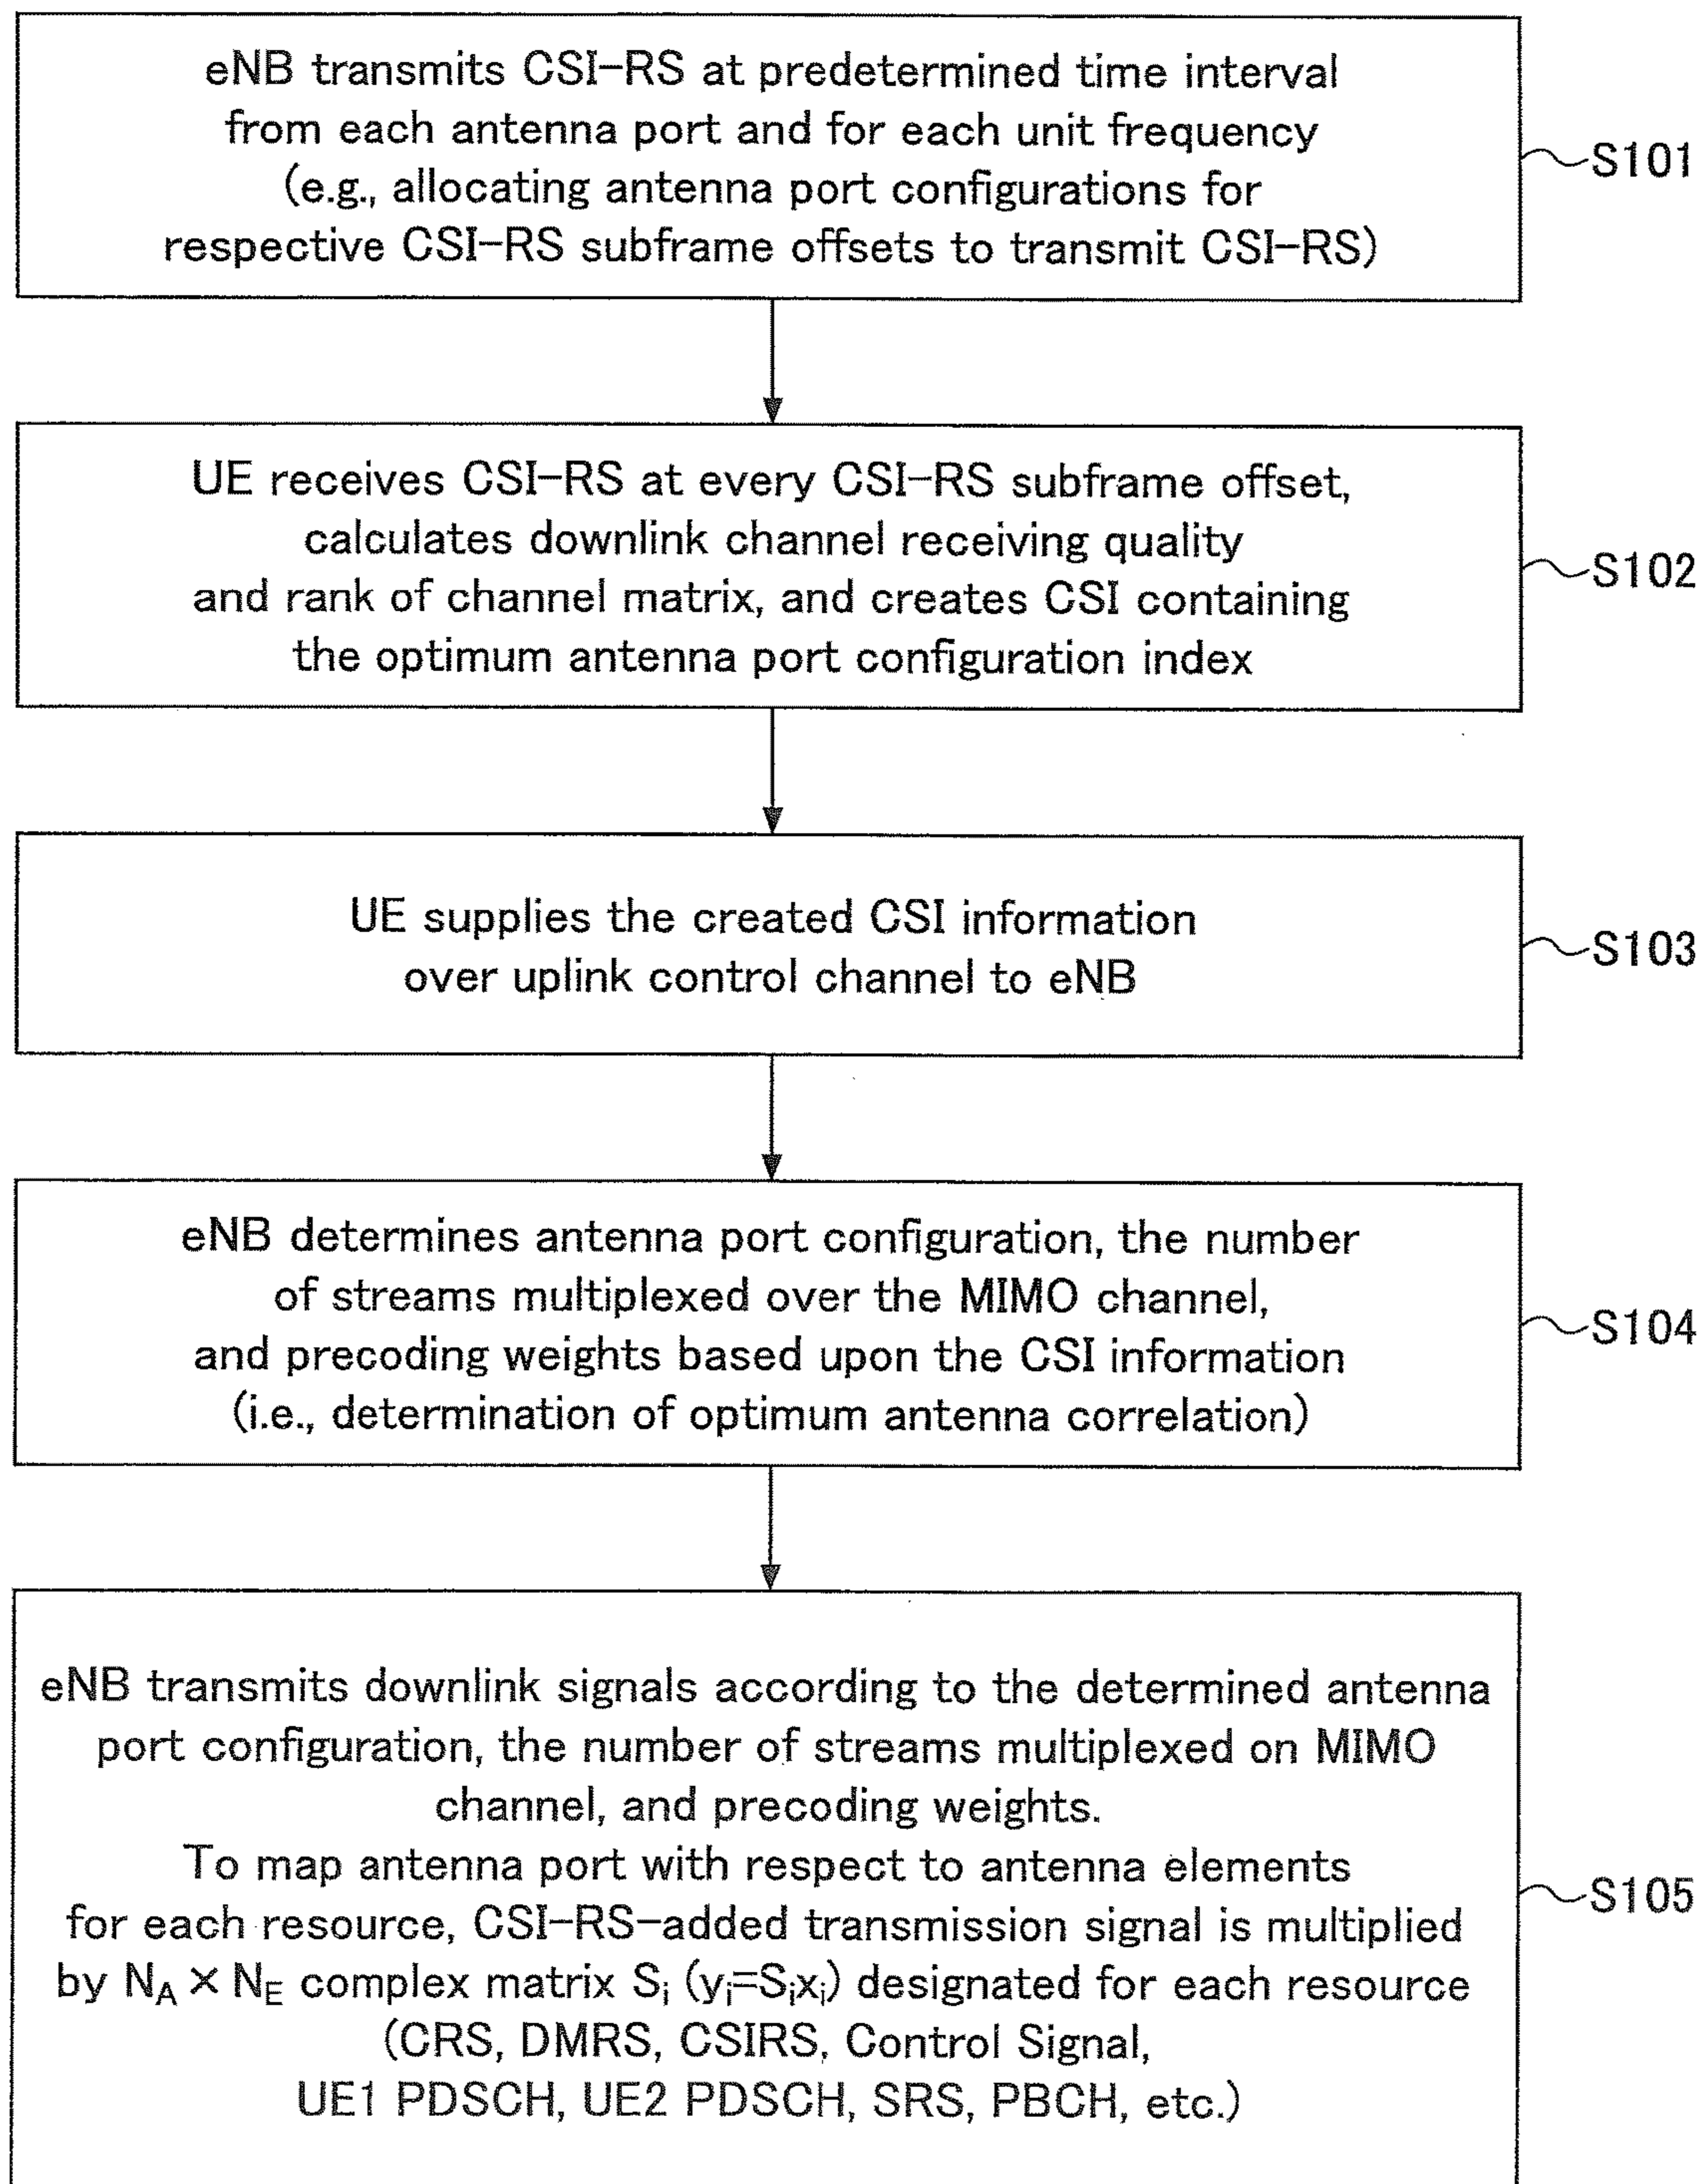 eNB transmits CSI-RS at predetermined time interval
from each antenna port and for each unit frequency
(e.g., allocating antenna port configurations for
respective CSI-RS subframe offsets to transmit CSI-RS)
S101
UE receives CSI-RS at every CSI-RS subframe offset,
calculates downlink channel receiving quality
and rank of channel matrix, and creates CSI containing
the optimum antenna port configuration index
S102
UE supplies the created CSI information
over uplink control channel to eNB
S103
eNB determines antenna port configuration, the number
of streams multiplexed over the MIMO channel,
and precoding weights based upon the CSI information
(i.e., determination of optimum antenna correlation)
S104
eNB transmits downlink signals according to the determined antenna
port configuration, the number of streams multiplexed on MIMO
channel, and precoding weights.
To map antenna port with respect to antenna elements
for each resource, CSI-RS-added transmission signal is multiplied
by N_A × N_E complex matrix S_i (y_i=S_ix_i) designated for each resource
(CRS, DMRS, CSIRS, Control Signal,
UE1 PDSCH, UE2 PDSCH, SRS, PBCH, etc.)
S105